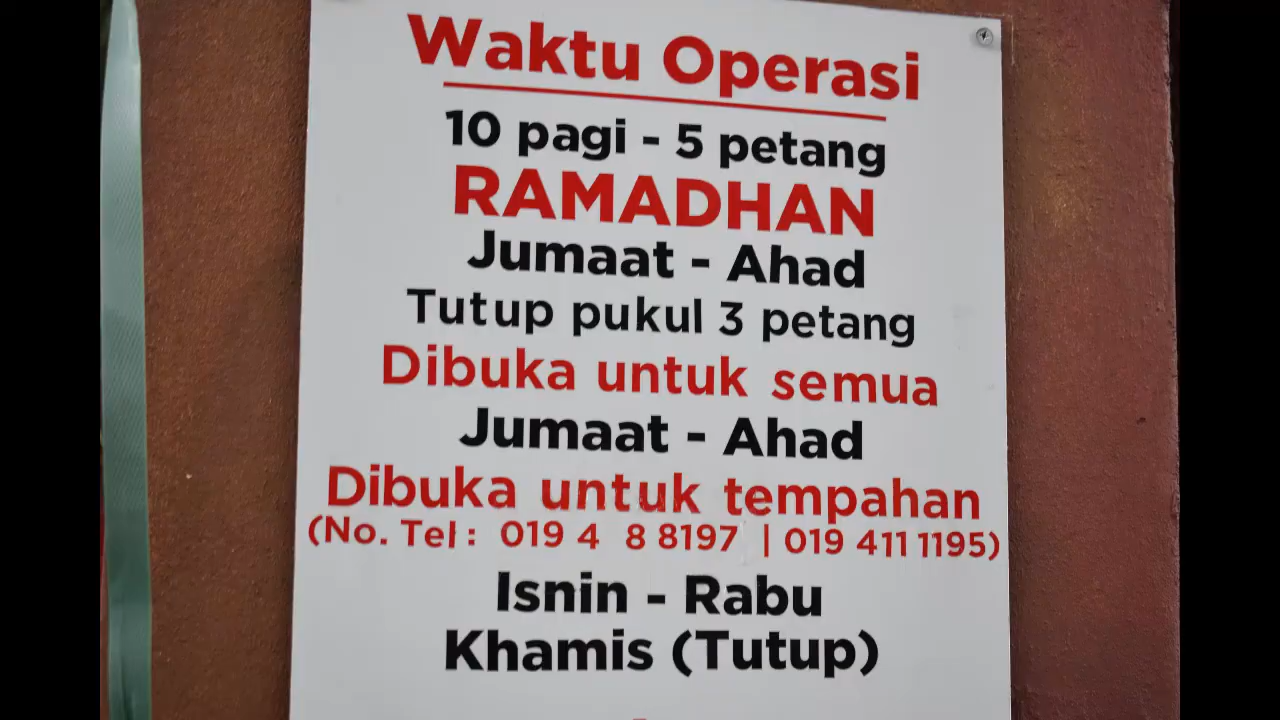 Waktu Operasi
10 pagi - 5 petang
RAMADHAN
Jumaat - Ahad
Tutup pukul 3 petang
Dibuka untuk semua
Jumaat - Ahad
Dibuka untuk tempahan
(No. Tel : 019 4 8 8197 | 019 411 1195)
Isnin - Rabu
Khamis (Tutup)